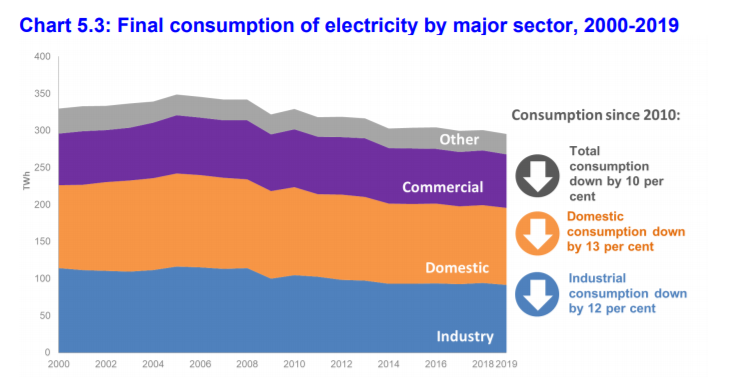 Chart 5.3: Final consumption of electricity by major sector, 2000-2019
400
350
300
250
200
150
100
50
0
TWh
Other
Commercial
Domestic
Industry
2000 2002 2004 2006 2008 2010 2012 2014 2016 2018 2019
Consumption since 2010:
Total
consumption
down by 10 per
cent
Domestic
consumption down
by 13 per cent
Industrial
consumption down
by 12 per cent